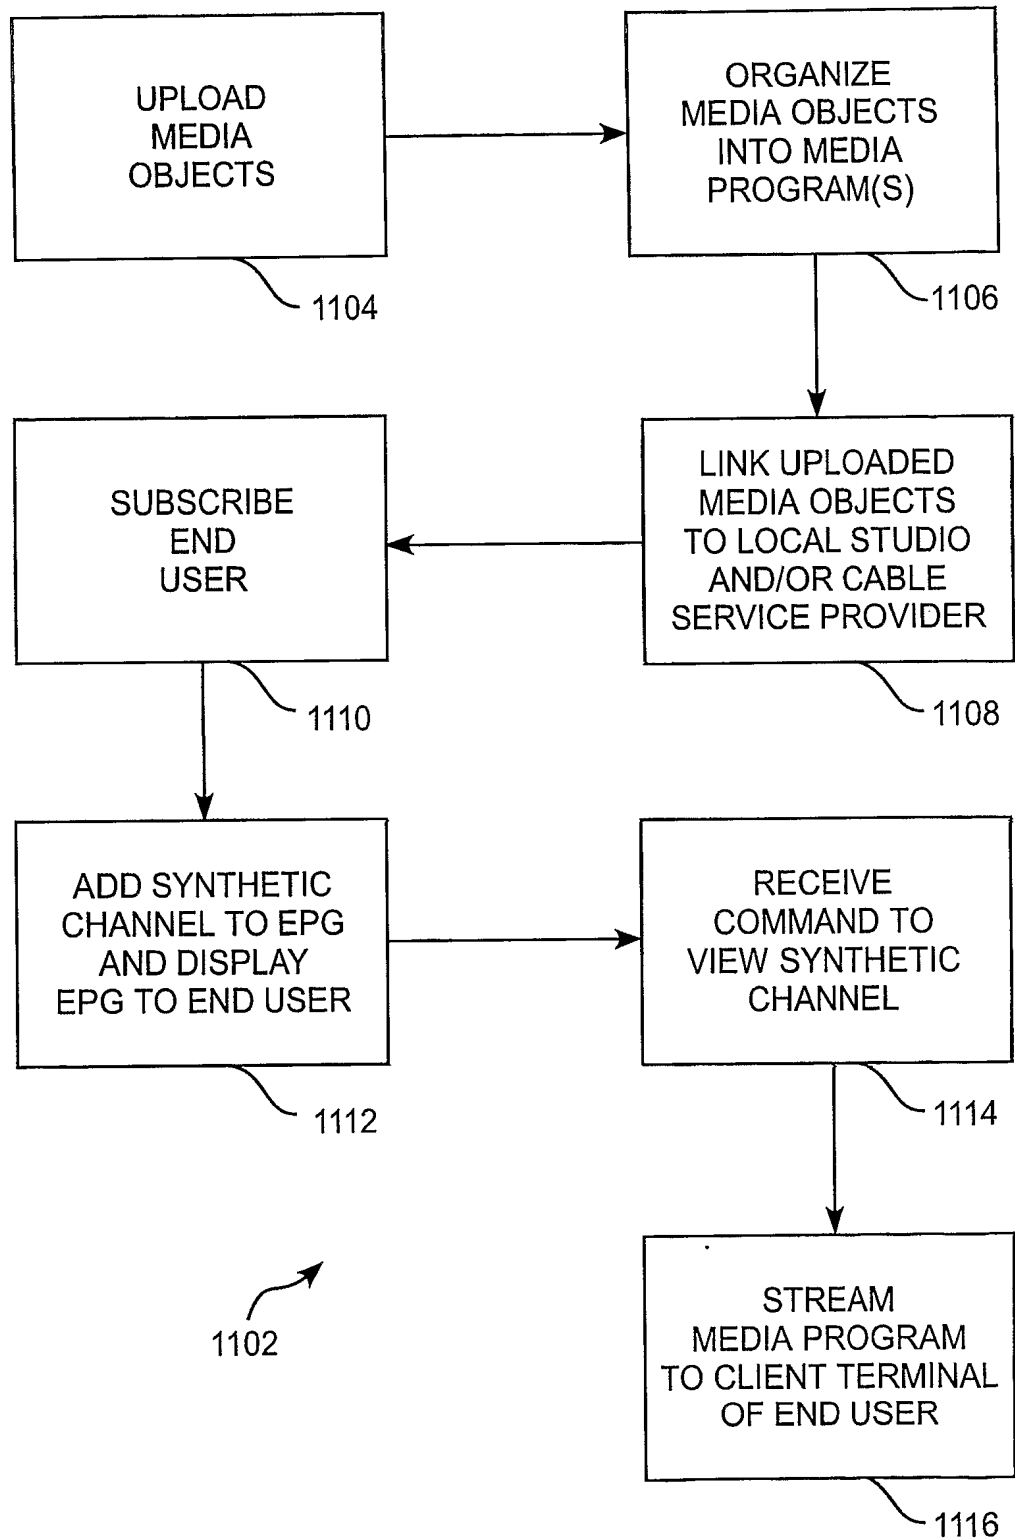 UPLOAD
MEDIA
OBJECTS
1104
ORGANIZE
MEDIA OBJECTS
INTO MEDIA
PROGRAM(S)
1106
LINK UPLOADED
MEDIA OBJECTS
TO LOCAL STUDIO
AND/OR CABLE
SERVICE PROVIDER
1108
SUBSCRIBE
END
USER
1110
ADD SYNTHETIC
CHANNEL TO EPG
AND DISPLAY
EPG TO END USER
1112
RECEIVE
COMMAND TO
VIEW SYNTHETIC
CHANNEL
1114
STREAM
MEDIA PROGRAM
TO CLIENT TERMINAL
OF END USER
1116
1102